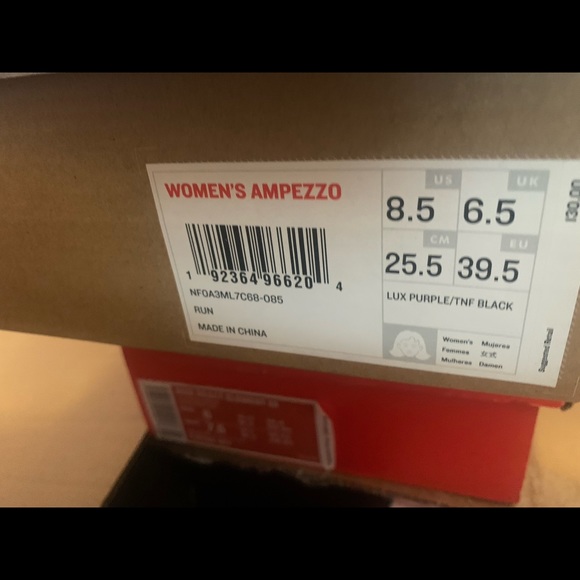 WOMEN'S AMPEZZO
US
8.5
UK
6.5
CM
25.5
EU
39.5
1 92364 96620 4
NF0A3ML7C68-085
RUN
MADE IN CHINA
LUX PURPLE/TNF BLACK
Women's Mujeres
Femmes 女式
Mulheres Damen
130.00
Suggested Retail